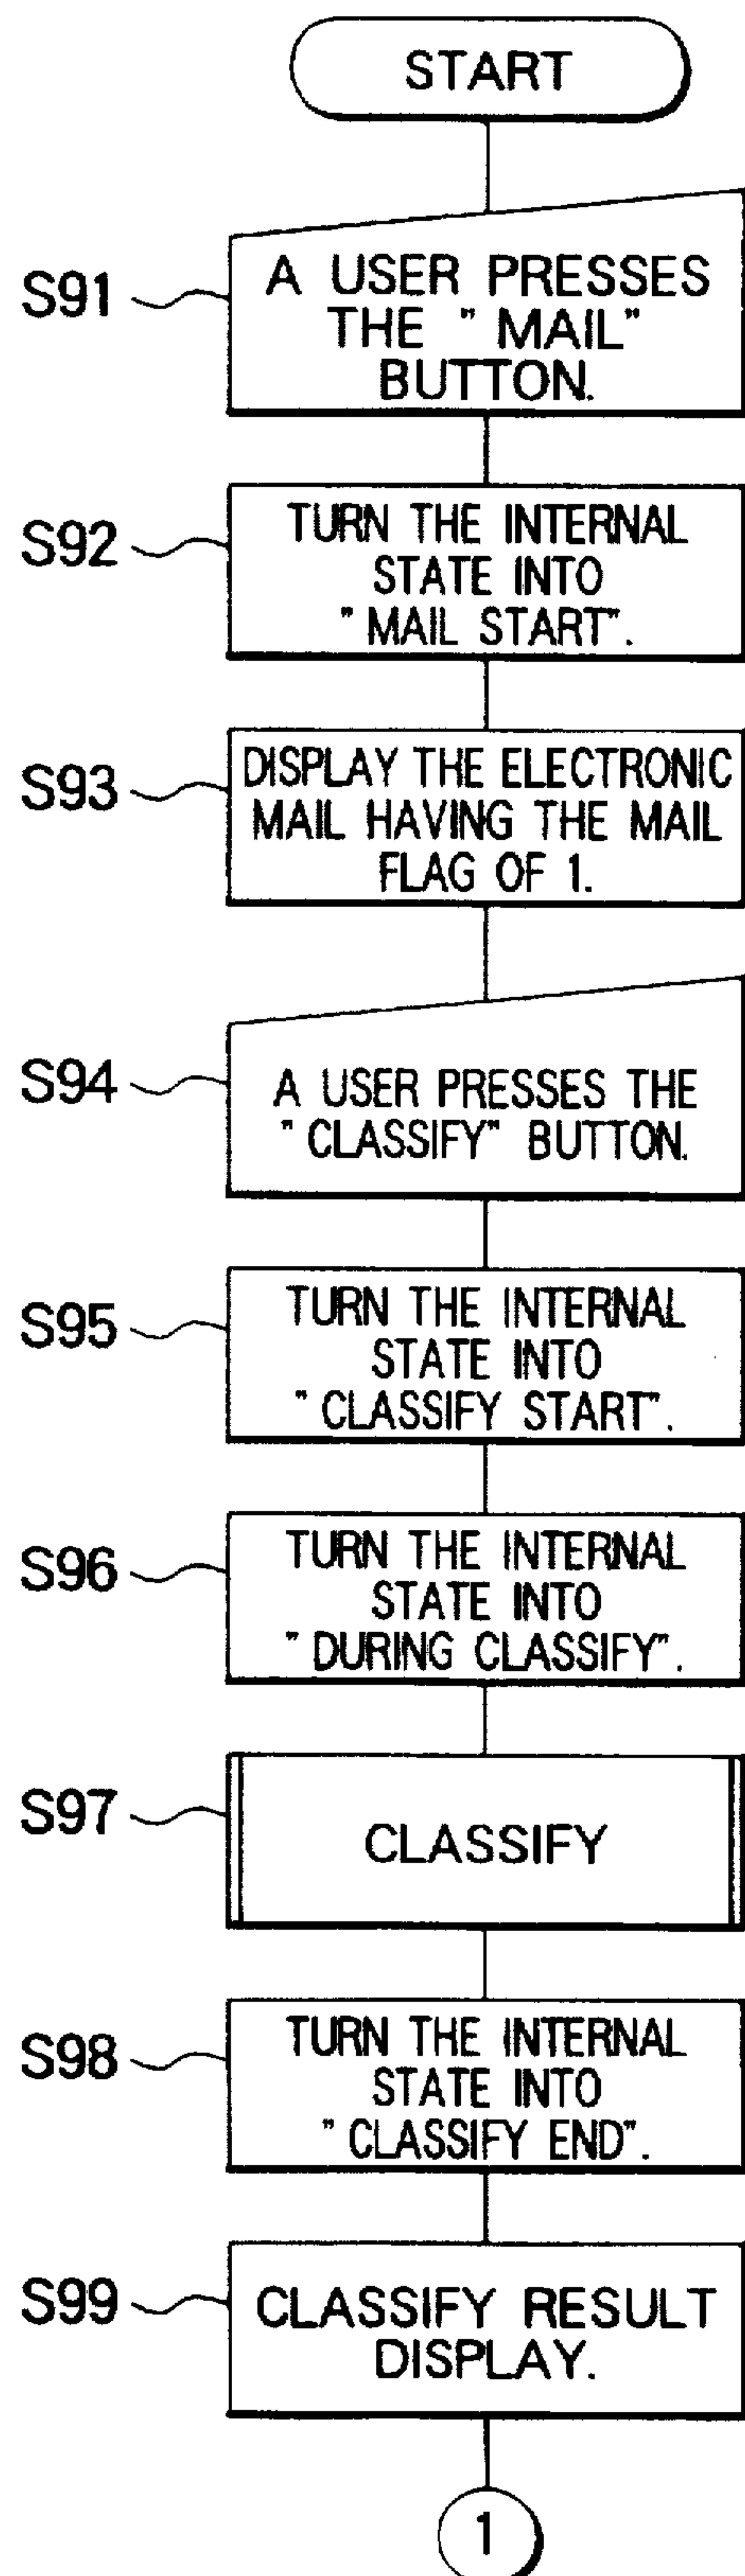 START
S91
A USER PRESSES
THE "MAIL"
BUTTON.
S92
TURN THE INTERNAL
STATE INTO
"MAIL START".
S93
DISPLAY THE ELECTRONIC
MAIL HAVING THE MAIL
FLAG OF 1.
S94
A USER PRESSES THE
"CLASSIFY" BUTTON.
S95
TURN THE INTERNAL
STATE INTO
"CLASSIFY START".
S96
TURN THE INTERNAL
STATE INTO
"DURING CLASSIFY".
S97
CLASSIFY
S98
TURN THE INTERNAL
STATE INTO
"CLASSIFY END".
S99
CLASSIFY RESULT
DISPLAY.
1